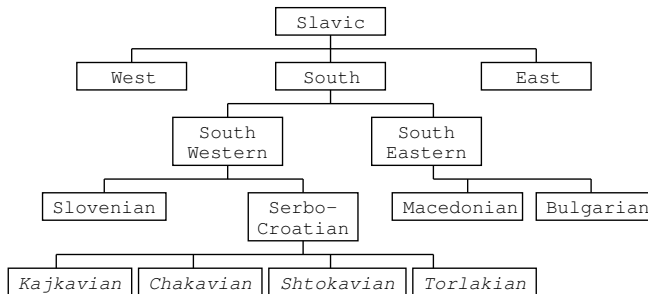 Slavic
West
South
East
South
Western
South
Eastern
Slovenian
Serbo-
Croatian
Macedonian
Bulgarian
Kajkavian
Chakavian
Shtokavian
Torlakian